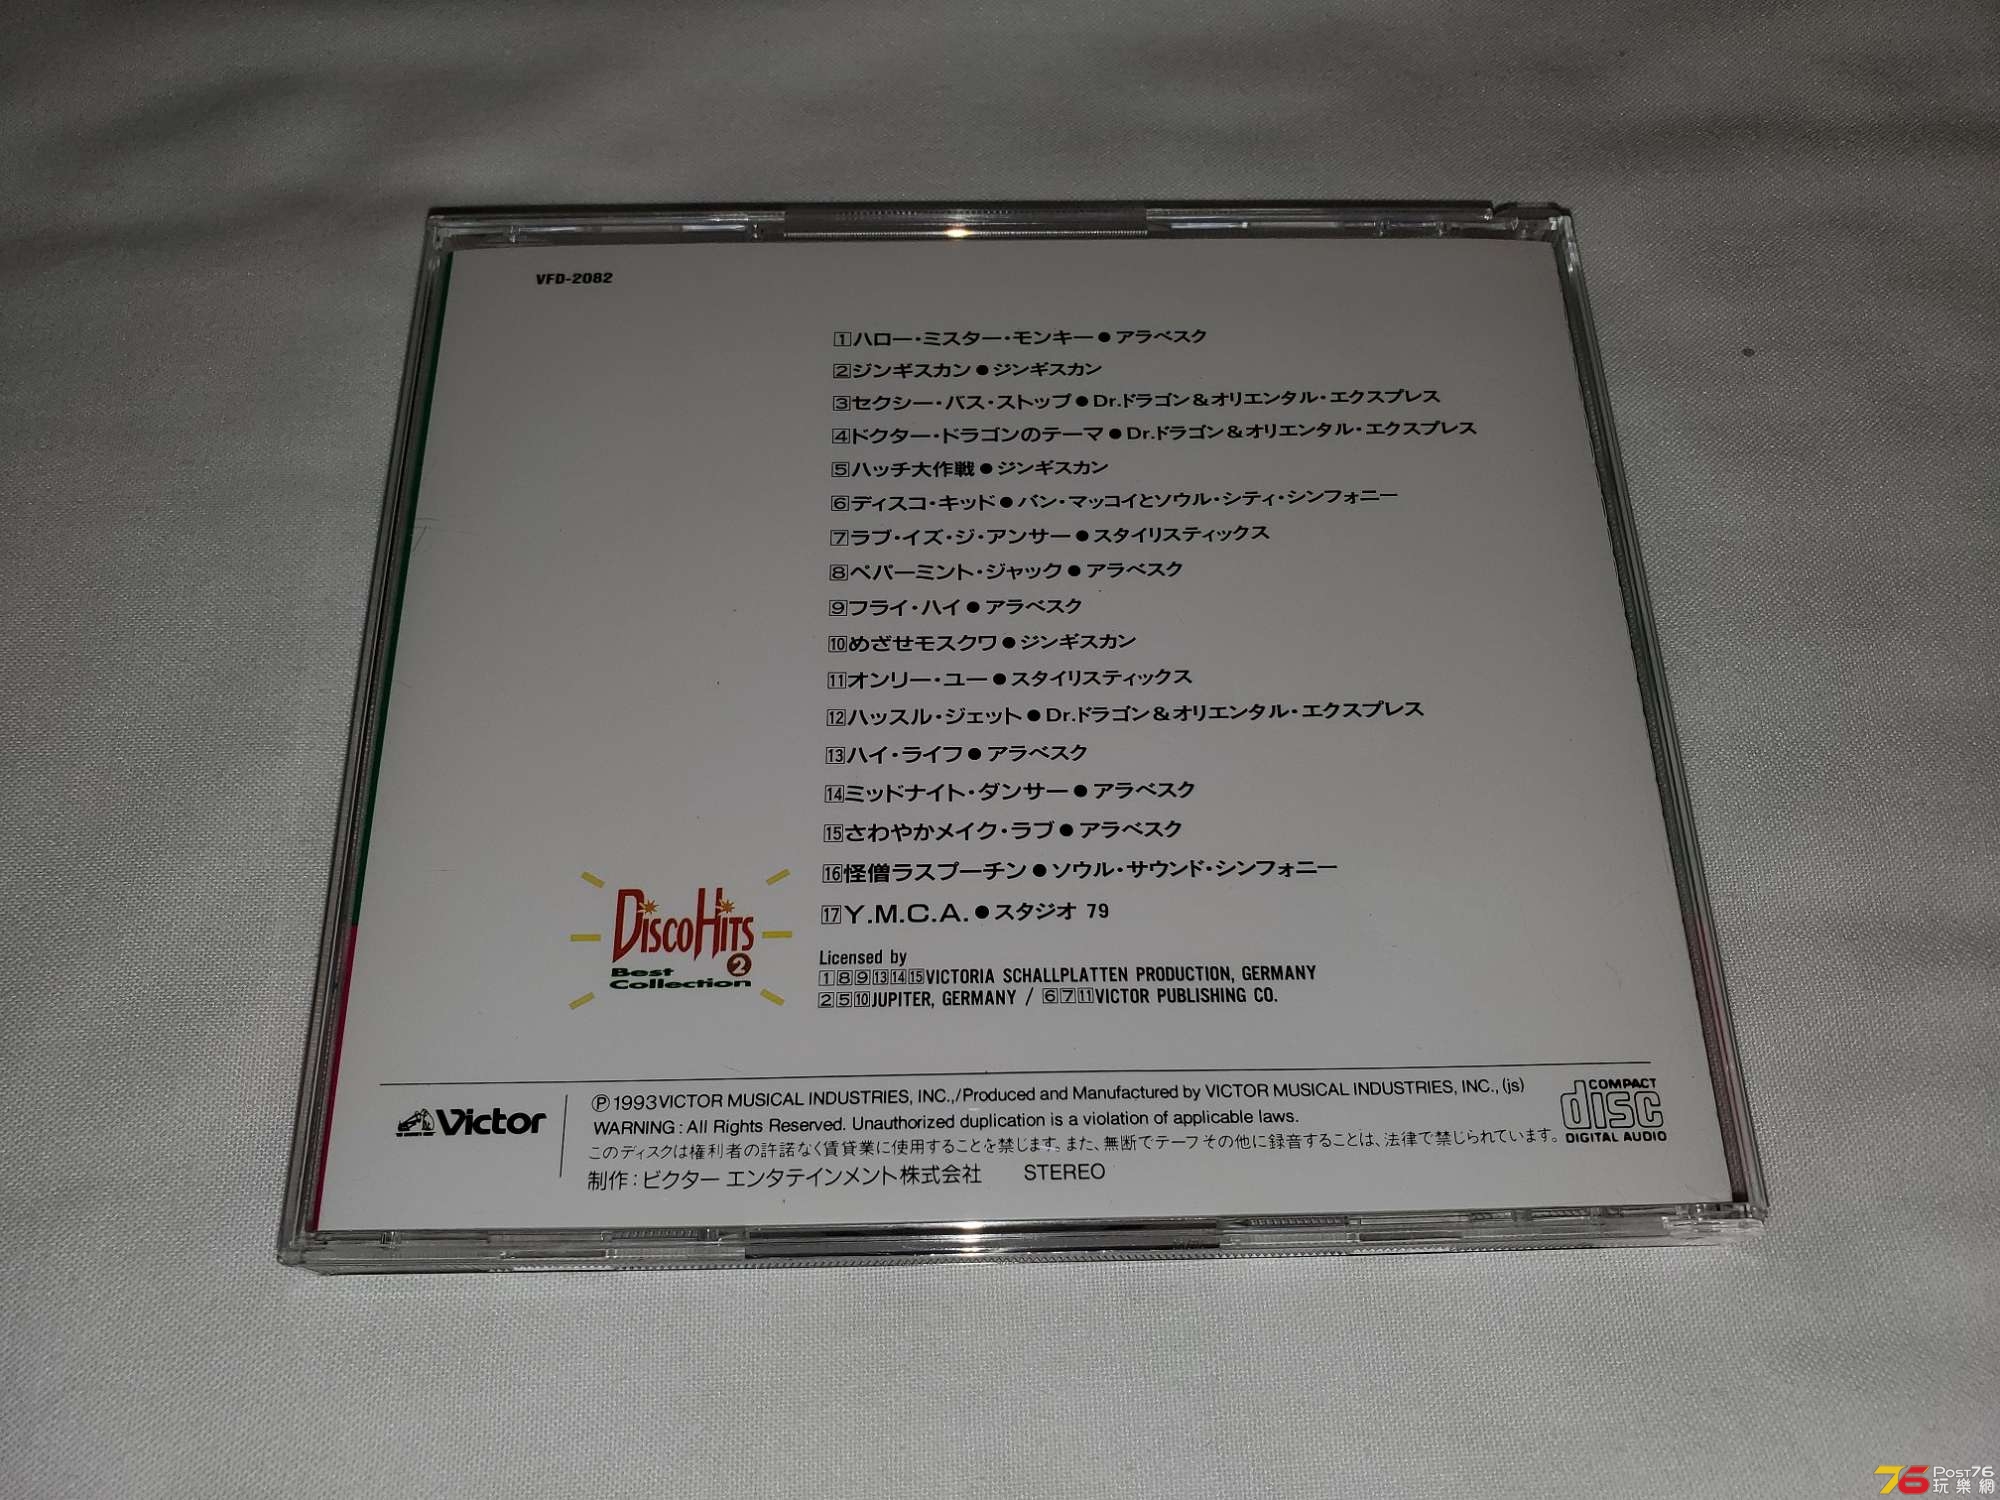 VFD-2082
1ハロー・ミスター・モンキー●アラベスク
2ジンギスカン●ジンギスカン
3セクシー・バス・ストップ●Dr.ドラゴン&オリエンタル・エクスプレス
4ドクター・ドラゴンのテーマ●Dr.ドラゴン&オリエンタル・エクスプレス
5ハッチ大作戦●ジンギスカン
6ディスコ・キッド●バン・マッコイとソウル・シティ・シンフォニー
7ラブ・イズ・ジ・アンサー●スタイリスティックス
8ペパーミント・ジャック●アラベスク
9フライ・ハイ●アラベスク
10めざせモスクワ●ジンギスカン
11オンリー・ユー●スタイリスティックス
12ハッスル・ジェット●Dr.ドラゴン&オリエンタル・エクスプレス
13ハイ・ライフ●アラベスク
14ミッドナイト・ダンサー●アラベスク
15さわやかメイク・ラブ●アラベスク
16怪僧ラスプーチン●ソウル・サウンド・シンフォニー
17Y.M.C.A.●スタジオ 79
DISCO HITS
Best 2
Collection
Licensed by
1 8 9 13 14 15 VICTORIA SCHALLPLATTEN PRODUCTION, GERMANY
2 5 10 JUPITER, GERMANY / 6 7 11 VICTOR PUBLISHING CO.
Victor
Ⓟ1993VICTOR MUSICAL INDUSTRIES, INC.,/Produced and Manufactured by VICTOR MUSICAL INDUSTRIES, INC.,(js)
WARNING:All Rights Reserved. Unauthorized duplication is a violation of applicable laws.
このディスクは権利者の許諾なく賃貸業に使用することを禁じます。また、無断でテープその他に録音することは、法律で禁じられています。
制作:ビクター エンタテインメント株式会社 STEREO
COMPACT
disc
DIGITAL AUDIO
76 POST76
玩樂網